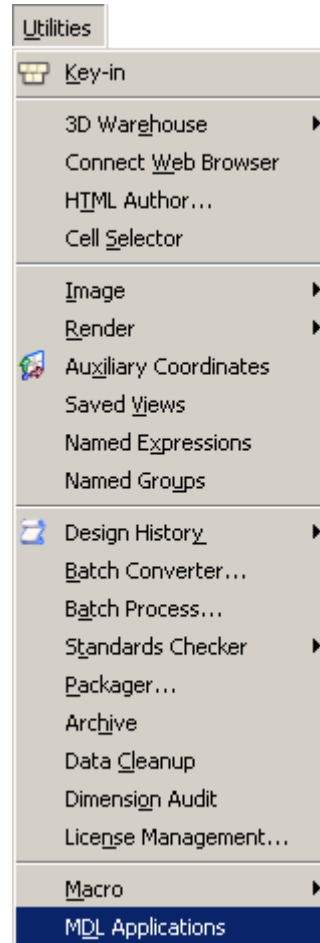 Utilities
Key-in
3D Warehouse
Connect Web Browser
HTML Author...
Cell Selector
Image
Render
Auxiliary Coordinates
Saved Views
Named Expressions
Named Groups
Design History
Batch Converter...
Batch Process...
Standards Checker
Packager...
Archive
Data Cleanup
Dimension Audit
License Management...
Macro
MDL Applications